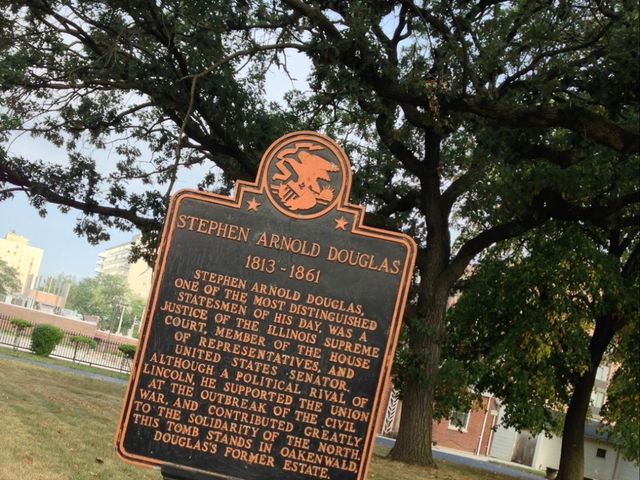 STEPHEN ARNOLD DOUGLAS
1813-1861
STEPHEN ARNOLD DOUGLAS,
ONE OF THE MOST DISTINGUISHED
STATESMEN OF HIS DAY, WAS A
JUSTICE OF THE ILLINOIS SUPREME
COURT, MEMBER OF THE HOUSE
OF REPRESENTATIVES, AND
UNITED STATES SENATOR.
ALTHOUGH A POLITICAL RIVAL OF
LINCOLN, HE SUPPORTED THE UNION
AT THE OUTBREAK OF THE CIVIL
WAR, AND CONTRIBUTED GREATLY
TO THE SOLIDARITY OF THE NORTH.
THIS TOMB STANDS IN OAKENWALD,
DOUGLAS'S FORMER ESTATE.